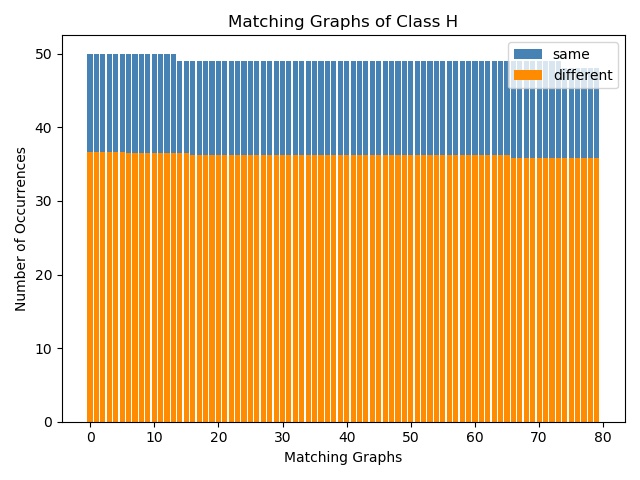 Matching Graphs of Class H
same
different
Number of Occurrences
50
40
30
20
10
0
0 10 20 30 40 50 60 70 80
Matching Graphs